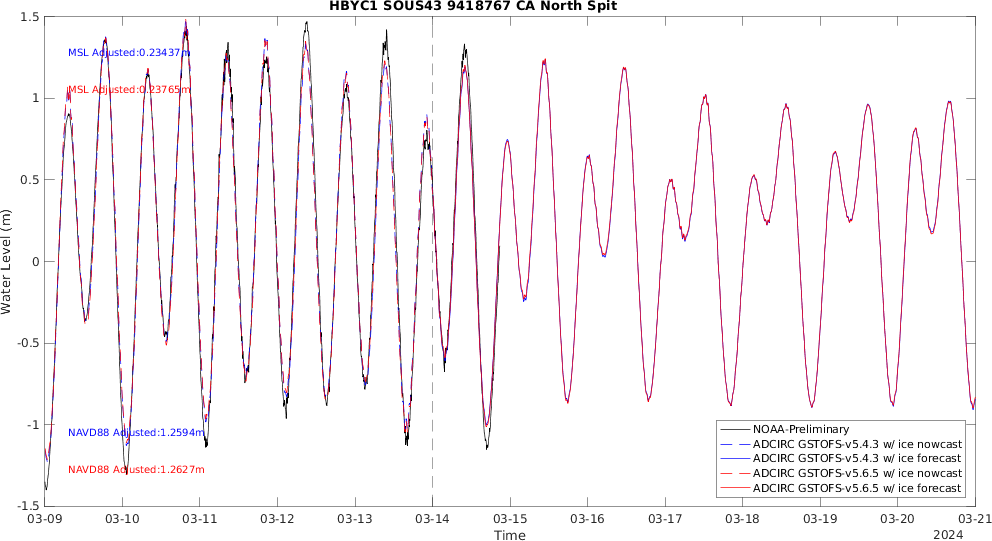 HBYC1 SOUS43 9418767 CA North Spit
1.5
1
0.5
0
-0.5
-1
-1.5
Water Level (m)
MSL Adjusted:0.23437m
MSL Adjusted:0.23765m
NAVD88 Adjusted:1.2594m
NAVD88 Adjusted:1.2627m
NOAA-Preliminary
ADCIRC GSTOFS-v5.4.3 w/ ice nowcast
ADCIRC GSTOFS-v5.4.3 w/ ice forecast
ADCIRC GSTOFS-v5.6.5 w/ ice nowcast
ADCIRC GSTOFS-v5.6.5 w/ ice forecast
03-09 03-10 03-11 03-12 03-13 03-14 03-15 03-16 03-17 03-18 03-19 03-20 03-21
Time
2024